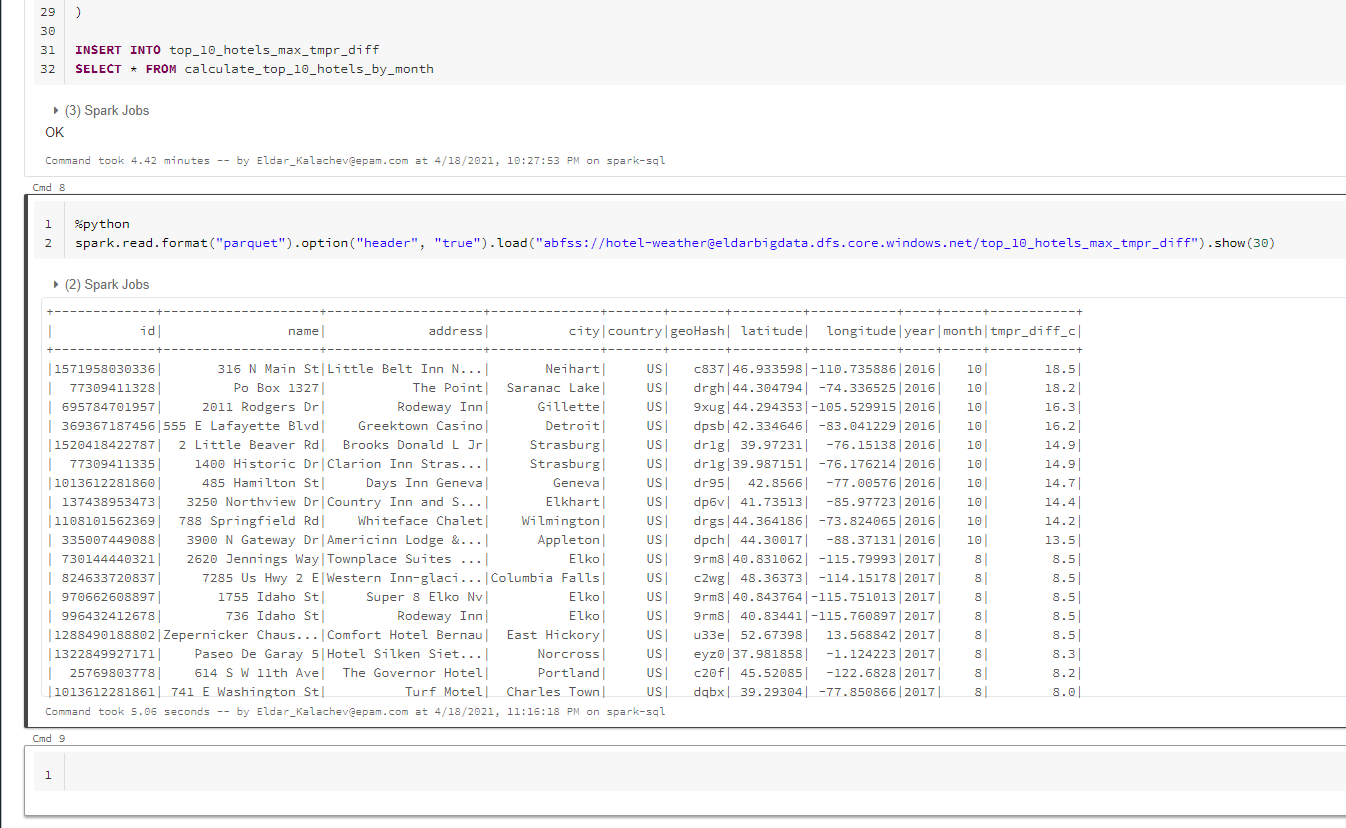 29 )
30
31 INSERT INTO top_10_hotels_max_tmpr_diff
32 SELECT * FROM calculate_top_10_hotels_by_month
(3) Spark Jobs
OK
Command took 4.42 minutes -- by Eldar_Kalachev@epam.com at 4/18/2021, 10:27:53 PM on spark-sql
Cmd 8
1 %python
2 spark.read.format("parquet").option("header", "true").load("abfss://hotel-weather@eldarbigdata.dfs.core.windows.net/top_10_hotels_max_tmpr_diff").show(30)
(2) Spark Jobs
+-------------+--------------------+--------------------+--------------+-------+-------+---------+-----------+----+-----+-----------+
|           id|                name|             address|          city|country|geoHash| latitude|  longitude|year|month|tmpr_diff_c|
+-------------+--------------------+--------------------+--------------+-------+-------+---------+-----------+----+-----+-----------+
|1571958030336|       316 N Main St|Little Belt Inn N...|       Neihart|     US|   c837|46.933598|-110.735886|2016|   10|       18.5|
|  77309411328|         Po Box 1327|           The Point|  Saranac Lake|     US|   drgh|44.304794| -74.336525|2016|   10|       18.2|
| 695784701957|     2011 Rodgers Dr|         Rodeway Inn|      Gillette|     US|   9xug|44.294353|-105.529915|2016|   10|       16.3|
| 369367187456|555 E Lafayette Blvd|    Greektown Casino|       Detroit|     US|   dpsb|42.334646| -83.041229|2016|   10|       16.2|
|1520418422787|  2 Little Beaver Rd|  Brooks Donald L Jr|     Strasburg|     US|   dr1g| 39.97231|  -76.15138|2016|   10|       14.9|
|  77309411335|    1400 Historic Dr|Clarion Inn Stras...|     Strasburg|     US|   dr1g|39.987151| -76.176214|2016|   10|       14.9|
|1013612281860|     485 Hamilton St|     Days Inn Geneva|        Geneva|     US|   dr95|  42.8566|  -77.00576|2016|   10|       14.7|
| 137438953473|   3250 Northview Dr|Country Inn and S...|       Elkhart|     US|   dp6v| 41.73513|  -85.97723|2016|   10|       14.4|
|1108101562369|  788 Springfield Rd|    Whiteface Chalet|    Wilmington|     US|   drgs|44.364186| -73.824065|2016|   10|       14.2|
| 335007449088|   3900 N Gateway Dr|Americinn Lodge &...|      Appleton|     US|   dpch| 44.30017|  -88.37131|2016|   10|       13.5|
| 730144440321|   2620 Jennings Way|Townplace Suites ...|          Elko|     US|   9rm8|40.831062| -115.79993|2017|    8|        8.5|
| 824633720837|     7285 Us Hwy 2 E|Western Inn-glaci...|Columbia Falls|     US|   c2wg| 48.36373| -114.15178|2017|    8|        8.5|
| 970662608897|       1755 Idaho St|    Super 8 Elko Nv|          Elko|     US|   9rm8|40.843764|-115.751013|2017|    8|        8.5|
| 996432412678|        736 Idaho St|         Rodeway Inn|          Elko|     US|   9rm8| 40.83441|-115.760897|2017|    8|        8.5|
|1288490188802|Zepernicker Chaus...|Comfort Hotel Bernau|  East Hickory|     US|   u33e| 52.67398|  13.568842|2017|    8|        8.5|
|1322849927171|    Paseo De Garay 5|Hotel Silken Siet...|      Norcross|     US|   eyz0|37.981858|  -1.124223|2017|    8|        8.3|
|  25769803778|     614 S W 11th Ave|  The Governor Hotel|      Portland|     US|   c20f| 45.52085|  -122.6828|2017|    8|        8.2|
|1013612281861| 741 E Washington St|          Turf Motel|  Charles Town|     US|   dqbx| 39.29304| -77.850866|2017|    8|        8.0|
Command took 5.06 seconds -- by Eldar_Kalachev@epam.com at 4/18/2021, 11:16:18 PM on spark-sql
Cmd 9
1